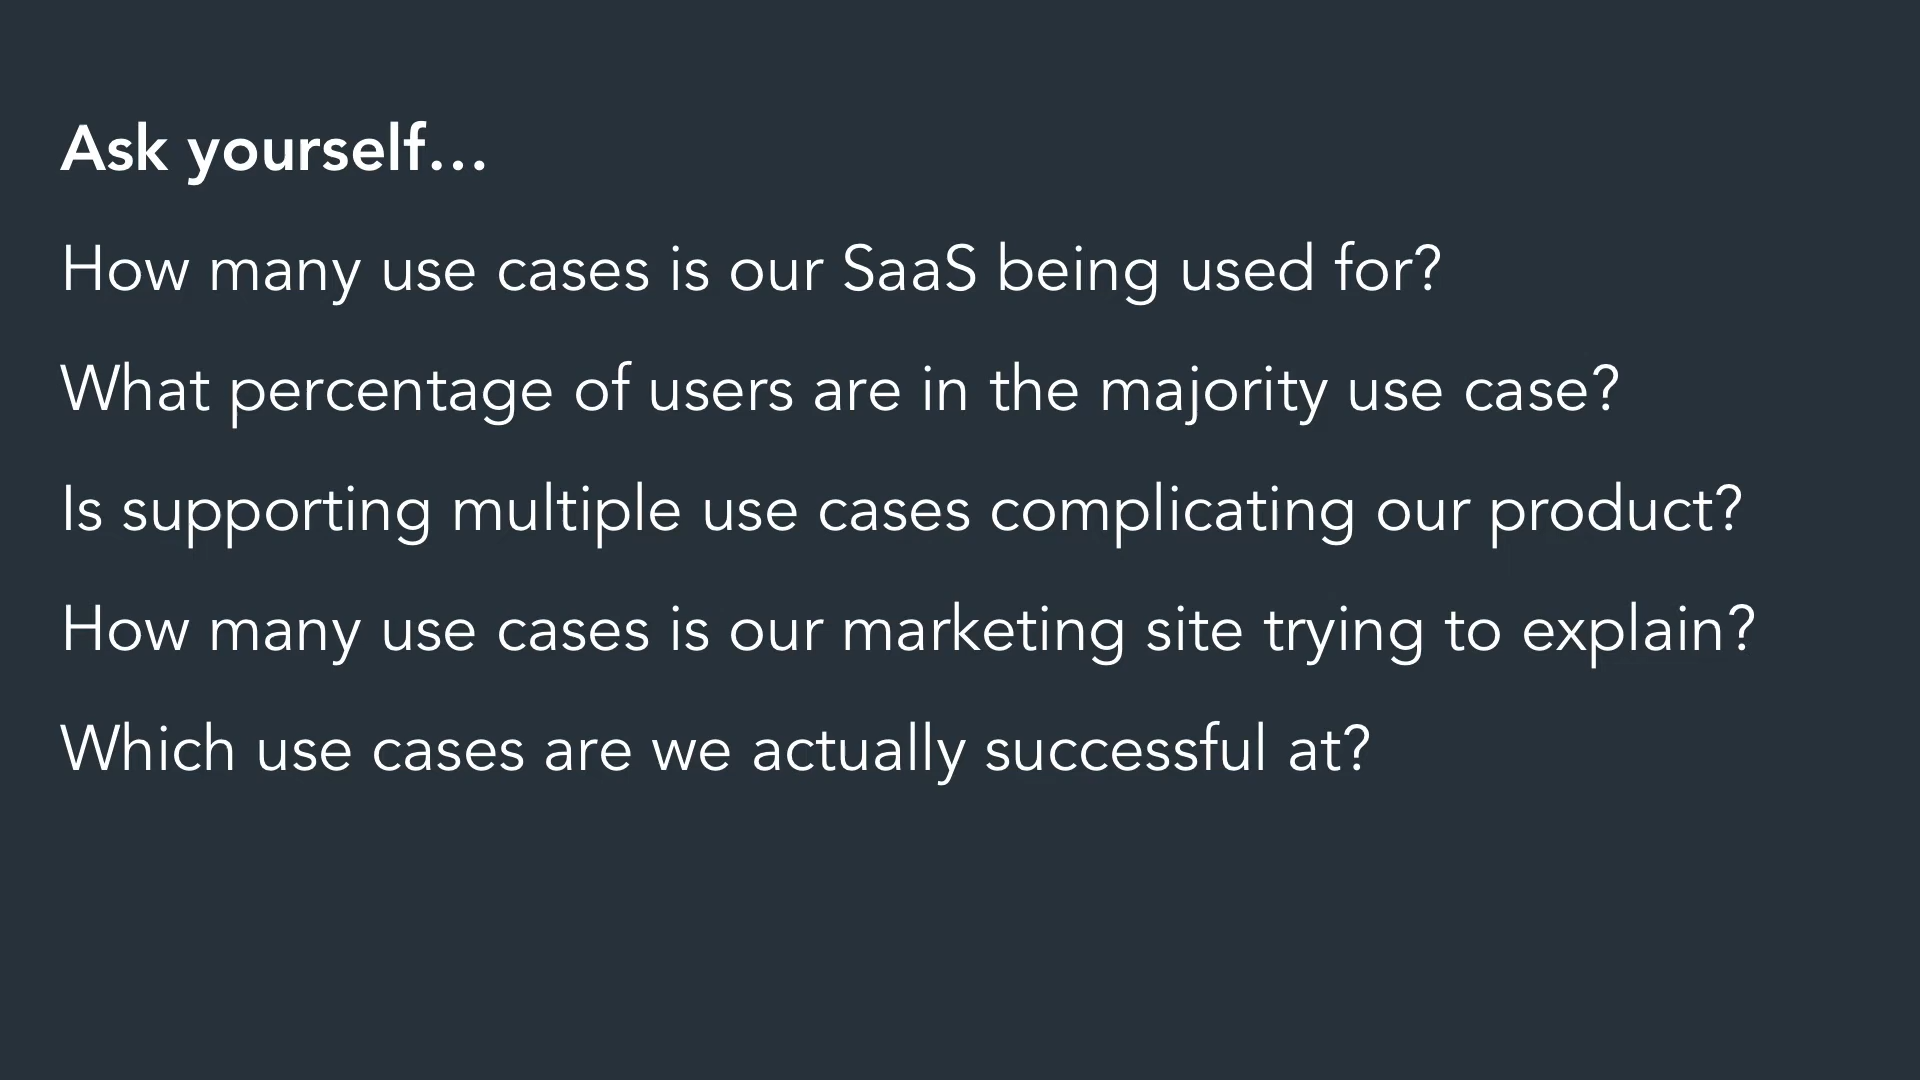 Ask yourself…
How many use cases is our SaaS being used for?
What percentage of users are in the majority use case?
Is supporting multiple use cases complicating our product?
How many use cases is our marketing site trying to explain?
Which use cases are we actually successful at?